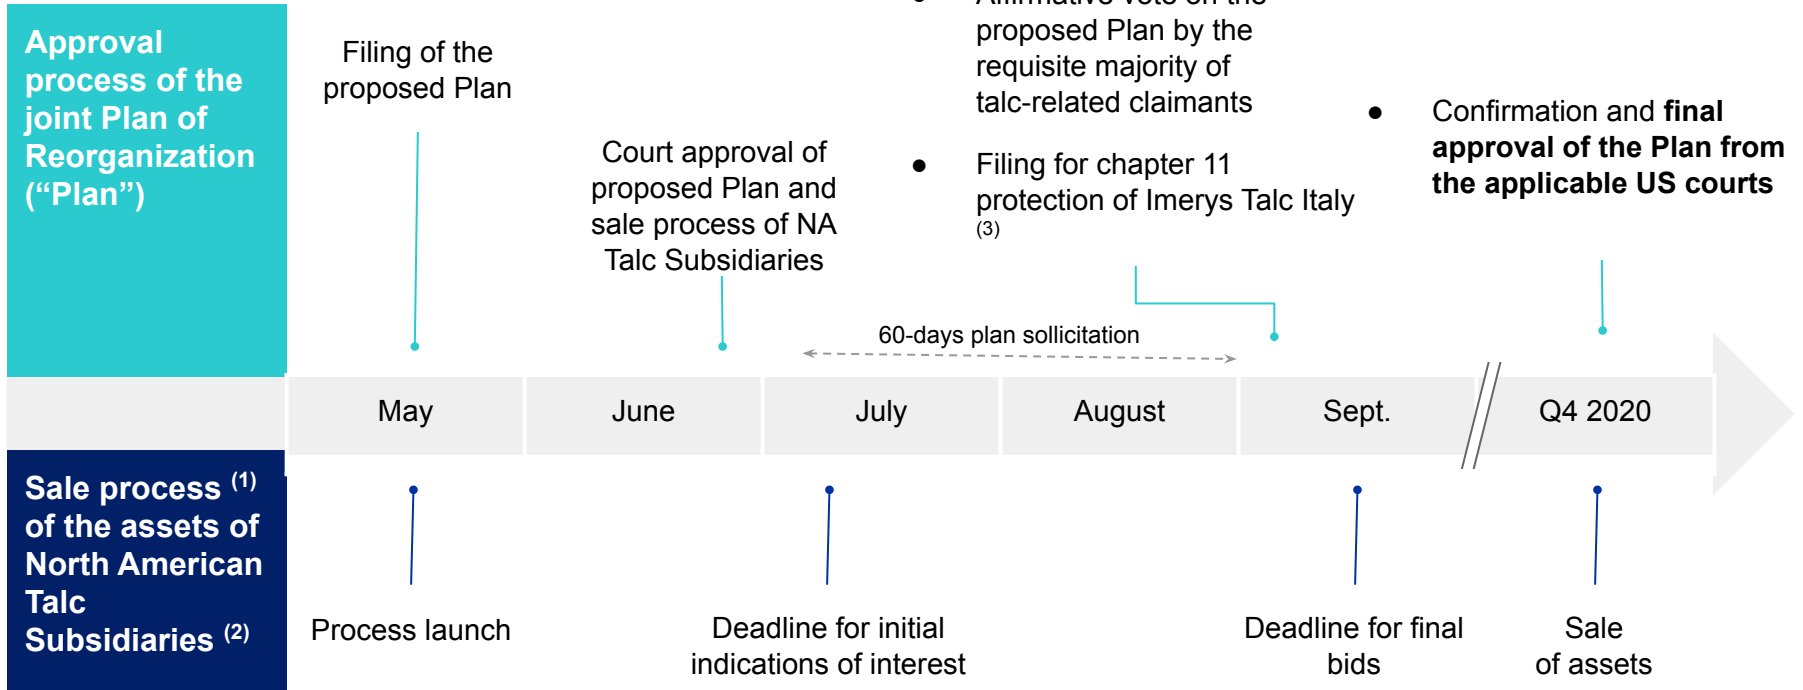 Approval
process of the
joint Plan of
Reorganization
(“Plan”)
Filing of the
proposed Plan
Court approval of
proposed Plan and
sale process of NA
Talc Subsidiaries
● Affirmative vote on the
proposed Plan by the
requisite majority of
talc-related claimants
● Filing for chapter 11
protection of Imerys Talc Italy
(3)
● Confirmation and final
approval of the Plan from
the applicable US courts
60-days plan sollicitation
May
June
July
August
Sept.
Q4 2020
Sale process (1)
of the assets of
North American
Talc
Subsidiaries (2)
Process launch
Deadline for initial
indications of interest
Deadline for final
bids
Sale
of assets